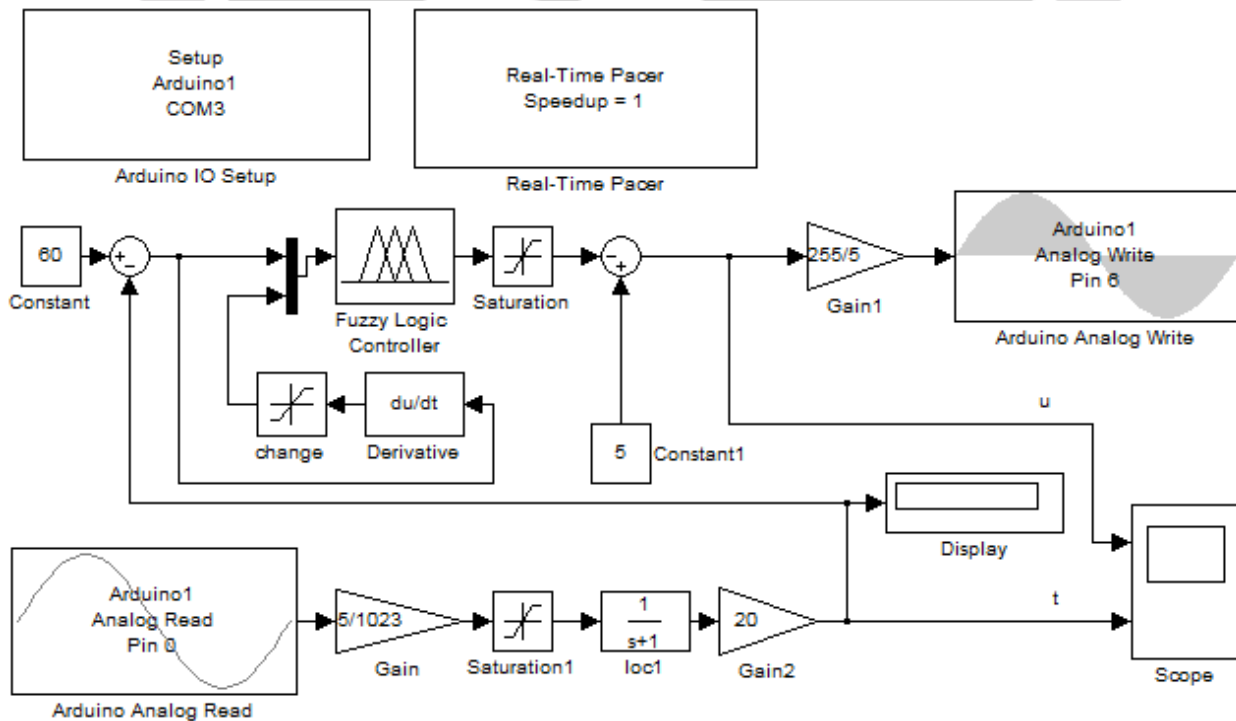 Setup
Arduino1
COM3
Arduino IO Setup
Real-Time Pacer
Speedup = 1
Real-Time Pacer
60
Constant
+
−
Fuzzy Logic
Controller
Saturation
−
+
255/5
Gain1
Arduino1
Analog Write
Pin 6
Arduino Analog Write
change
du/dt
Derivative
5
Constant1
u
Display
Arduino1
Analog Read
Pin 0
Arduino Analog Read
5/1023
Gain
Saturation1
1
s+1
loc1
20
Gain2
t
Scope